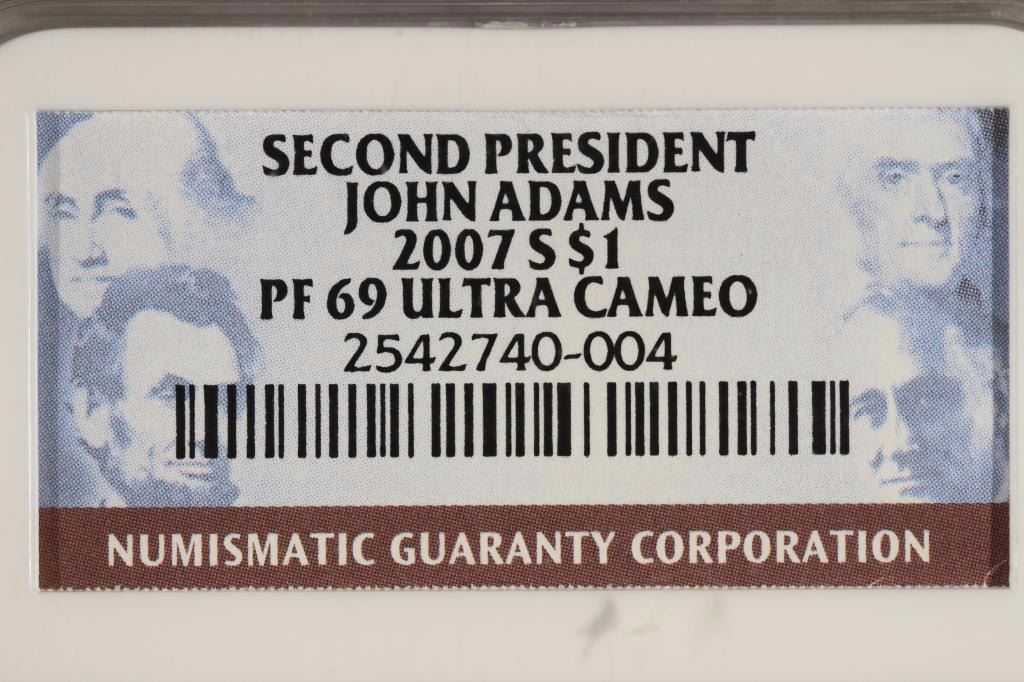 SECOND PRESIDENT
JOHN ADAMS
2007 S $1
PF 69 ULTRA CAMEO
2542740-004
NUMISMATIC GUARANTY CORPORATION